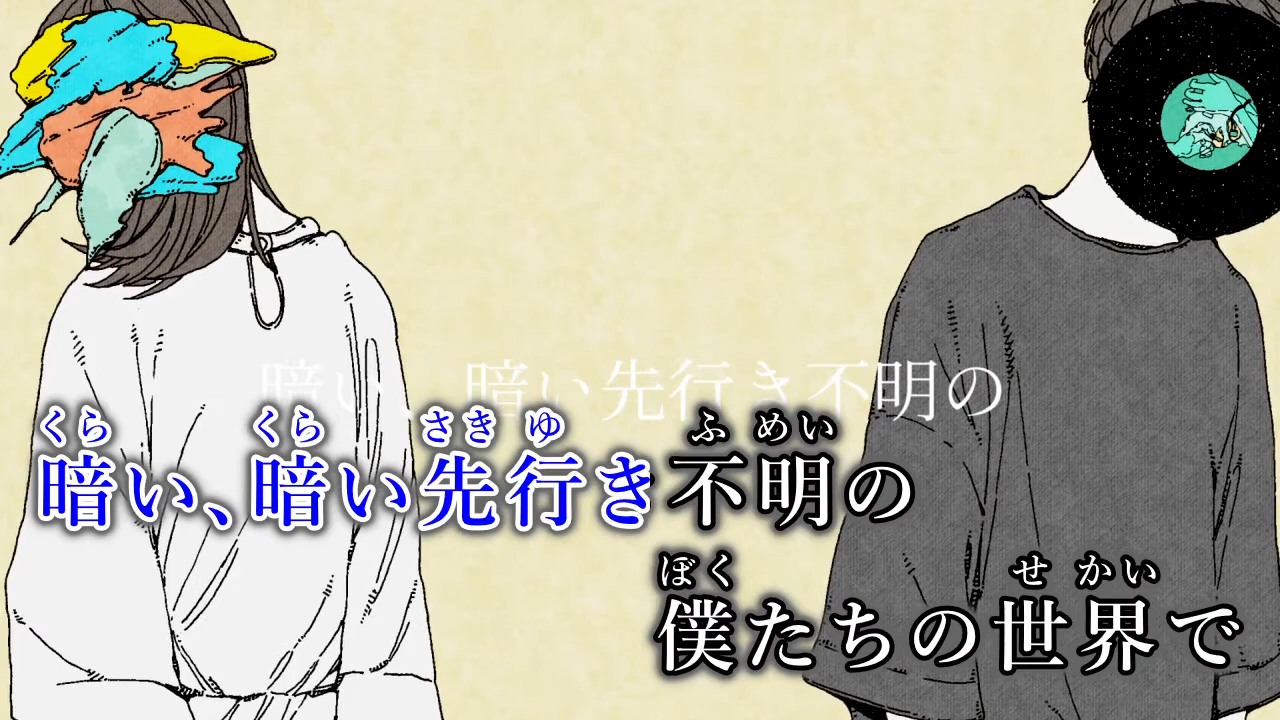 暗い、暗い先行き不明の
くら くら さき ゆ ふ めい
暗い、暗い先行き不明の
ぼく せ かい
僕たちの世界で